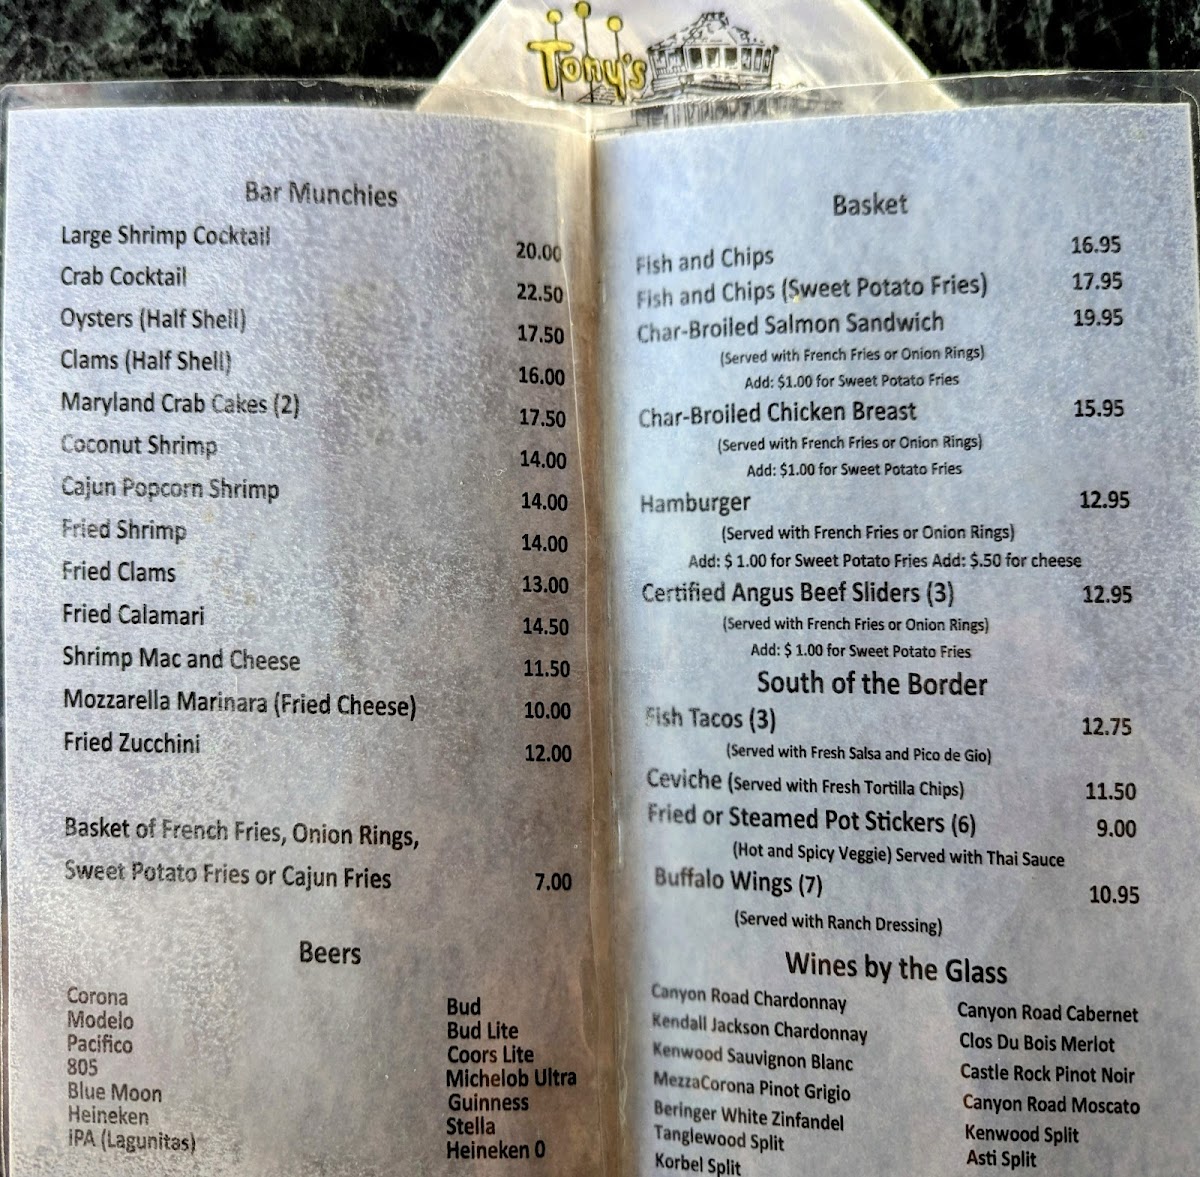 Tony's
Bar Munchies
Large Shrimp Cocktail 20.00
Crab Cocktail 22.50
Oysters (Half Shell) 17.50
Clams (Half Shell) 16.00
Maryland Crab Cakes (2) 17.50
Coconut Shrimp 14.00
Cajun Popcorn Shrimp 14.00
Fried Shrimp 14.00
Fried Clams 13.00
Fried Calamari 14.50
Shrimp Mac and Cheese 11.50
Mozzarella Marinara (Fried Cheese) 10.00
Fried Zucchini 12.00
Basket of French Fries, Onion Rings,
Sweet Potato Fries or Cajun Fries 7.00
Beers
Corona
Modelo
Pacifico
805
Blue Moon
Heineken
iPA (Lagunitas)
Bud
Bud Lite
Coors Lite
Michelob Ultra
Guinness
Stella
Heineken 0
Basket
Fish and Chips 16.95
Fish and Chips (Sweet Potato Fries) 17.95
Char-Broiled Salmon Sandwich 19.95
(Served with French Fries or Onion Rings)
Add: $1.00 for Sweet Potato Fries
Char-Broiled Chicken Breast 15.95
(Served with French Fries or Onion Rings)
Add: $1.00 for Sweet Potato Fries
Hamburger 12.95
(Served with French Fries or Onion Rings)
Add: $ 1.00 for Sweet Potato Fries Add: $.50 for cheese
Certified Angus Beef Sliders (3) 12.95
(Served with French Fries or Onion Rings)
Add: $ 1.00 for Sweet Potato Fries
South of the Border
Fish Tacos (3) 12.75
(Served with Fresh Salsa and Pico de Gio)
Ceviche (Served with Fresh Tortilla Chips) 11.50
Fried or Steamed Pot Stickers (6) 9.00
(Hot and Spicy Veggie) Served with Thai Sauce
Buffalo Wings (7) 10.95
(Served with Ranch Dressing)
Wines by the Glass
Canyon Road Chardonnay
Kendall Jackson Chardonnay
Kenwood Sauvignon Blanc
MezzaCorona Pinot Grigio
Beringer White Zinfandel
Tanglewood Split
Korbel Split
Canyon Road Cabernet
Clos Du Bois Merlot
Castle Rock Pinot Noir
Canyon Road Moscato
Kenwood Split
Asti Split